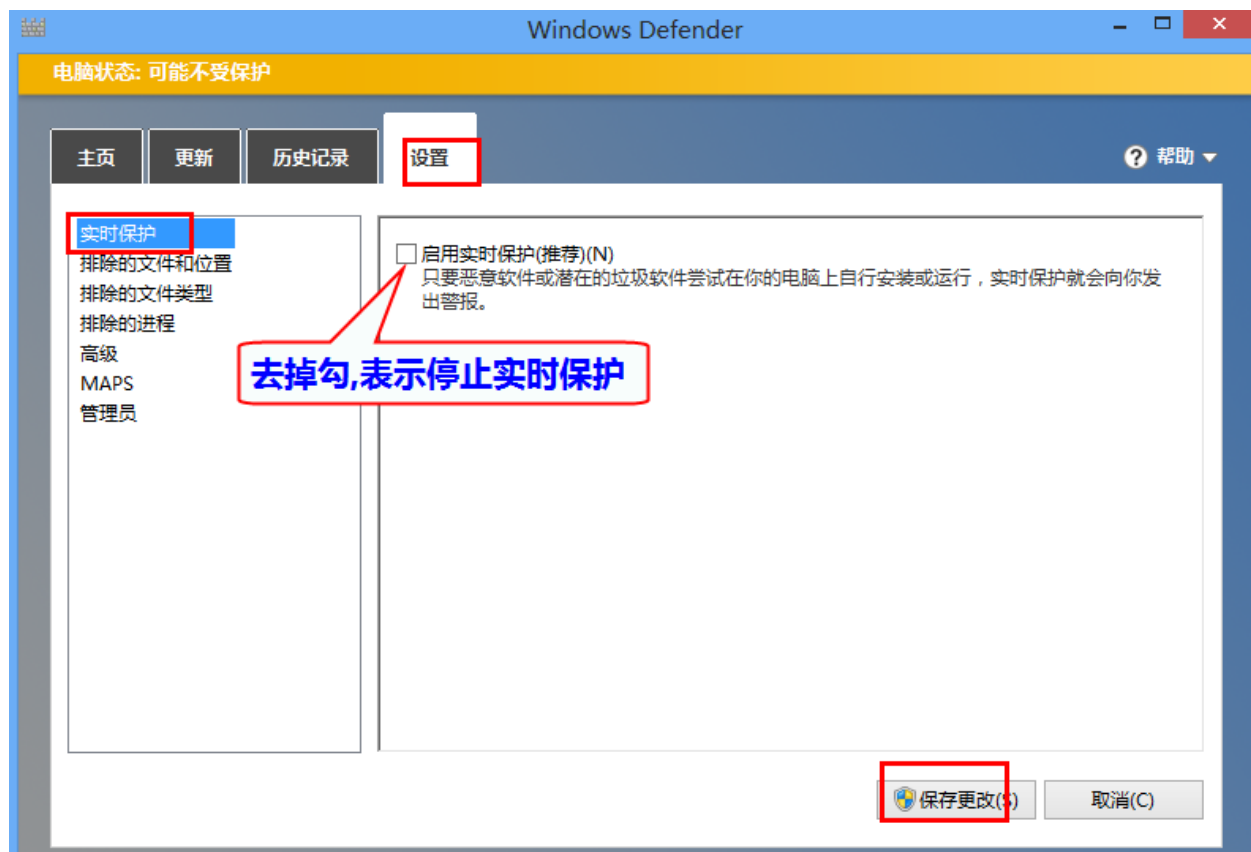 Windows Defender
电脑状态: 可能不受保护
主页
更新
历史记录
设置
帮助
实时保护
排除的文件和位置
排除的文件类型
排除的进程
高级
MAPS
管理员
启用实时保护(推荐)(N)
只要恶意软件或潜在的垃圾软件尝试在你的电脑上自行安装或运行，实时保护就会向你发
出警报。
去掉勾,表示停止实时保护
保存更改(S)
取消(C)